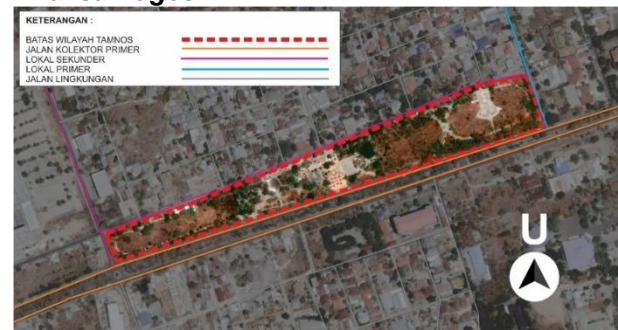 KETERANGAN :
BATAS WILAYAH TAMNOS
JALAN KOLEKTOR PRIMER
LOKAL SEKUNDER
LOKAL PRIMER
JALAN LINGKUNGAN
U